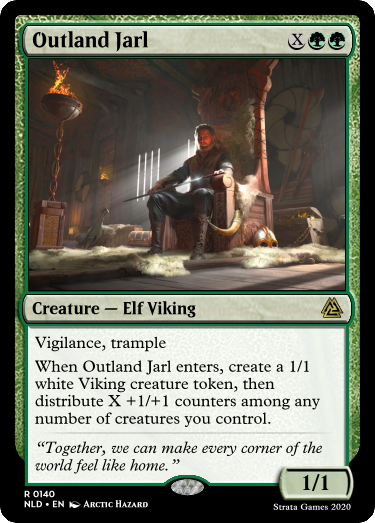 Outland Jarl X
Creature — Elf Viking
Vigilance, trample
When Outland Jarl enters, create a 1/1
white Viking creature token, then
distribute X +1/+1 counters among any
number of creatures you control.
“Together, we can make every corner of the
world feel like home.”
1/1
R 0140
NLD • EN Arctic Hazard
Strata Games 2020